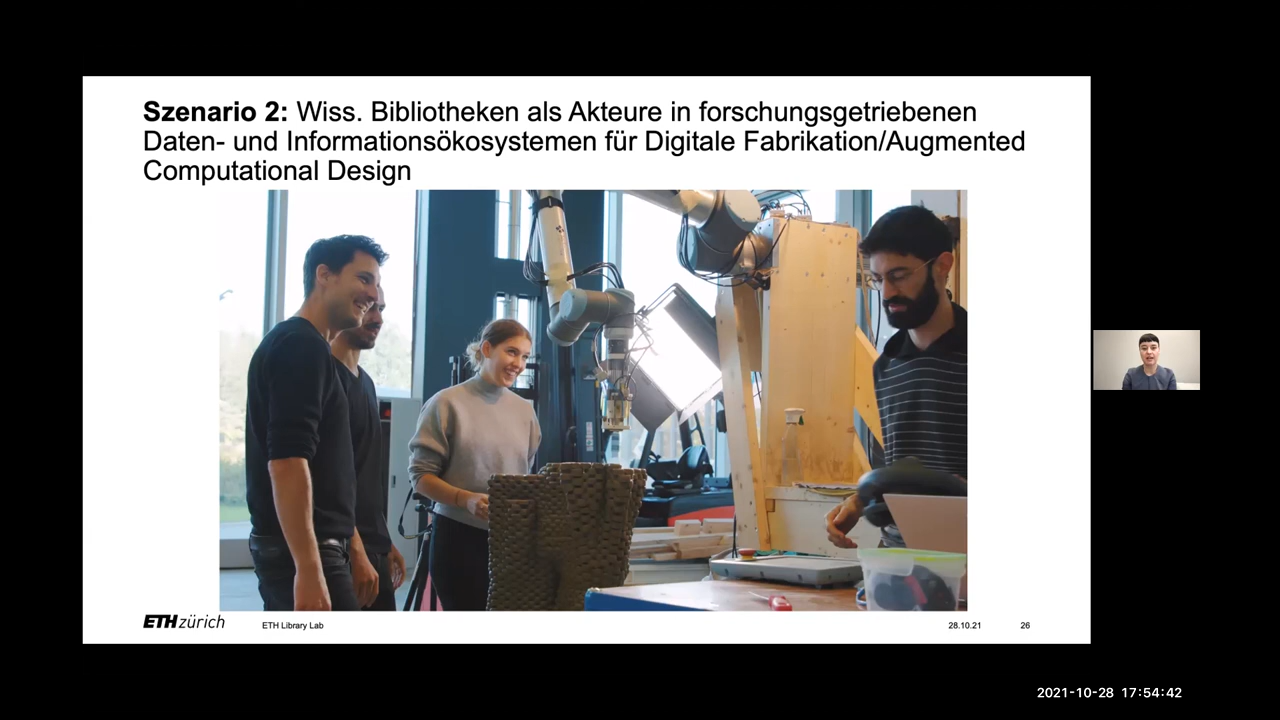 Szenario 2: Wiss. Bibliotheken als Akteure in forschungsgetriebenen
Daten- und Informationsökosystemen für Digitale Fabrikation/Augmented
Computational Design
ETH zürich
ETH Library Lab
28.10.21
26
2021-10-28 17:54:42